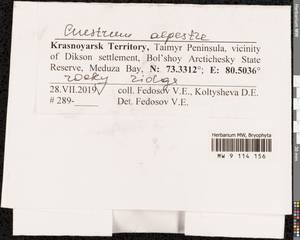 Cnestrum alpestre
Krasnoyarsk Territory, Taimyr Peninsula, vicinity
of Dikson settlement, Bol'shoy Arctichesky State
Reserve, Meduza Bay, N: 73.3312°; E: 80.5036°
rocky ridge
28.VII.2019 coll. Fedosov V.E., Koltysheva D.E.
# 289- Det. Fedosov V.E.
Herbarium MW, Bryophyta
MW 9 114 156